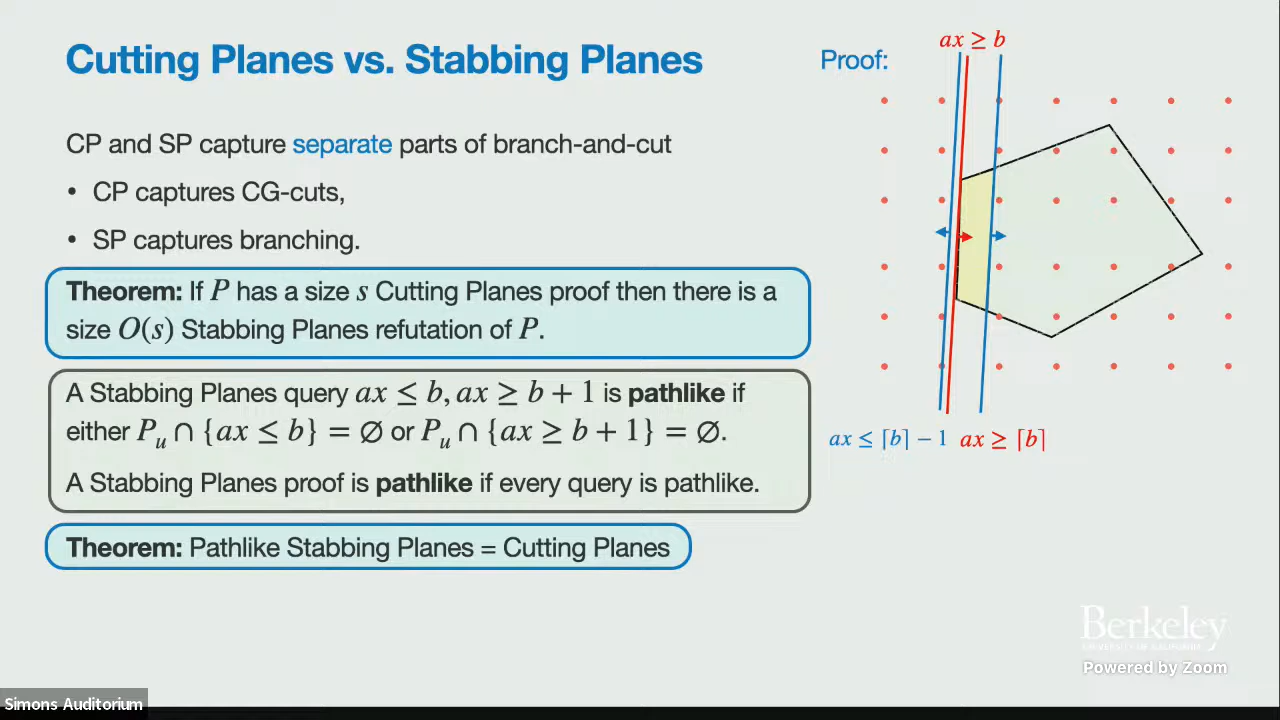 Cutting Planes vs. Stabbing Planes
CP and SP capture separate parts of branch-and-cut
• CP captures CG-cuts,
• SP captures branching.
Theorem: If P has a size s Cutting Planes proof then there is a
size O(s) Stabbing Planes refutation of P.
A Stabbing Planes query ax ≤ b, ax ≥ b + 1 is pathlike if
either P_u ∩ {ax ≤ b} = ∅ or P_u ∩ {ax ≥ b + 1} = ∅.
A Stabbing Planes proof is pathlike if every query is pathlike.
Theorem: Pathlike Stabbing Planes = Cutting Planes
Proof:
ax ≥ b
ax ≤ ⌈b⌉ − 1 ax ≥ ⌈b⌉
Berkeley
UNIVERSITY OF CALIFORNIA
Powered by Zoom
Simons Auditorium